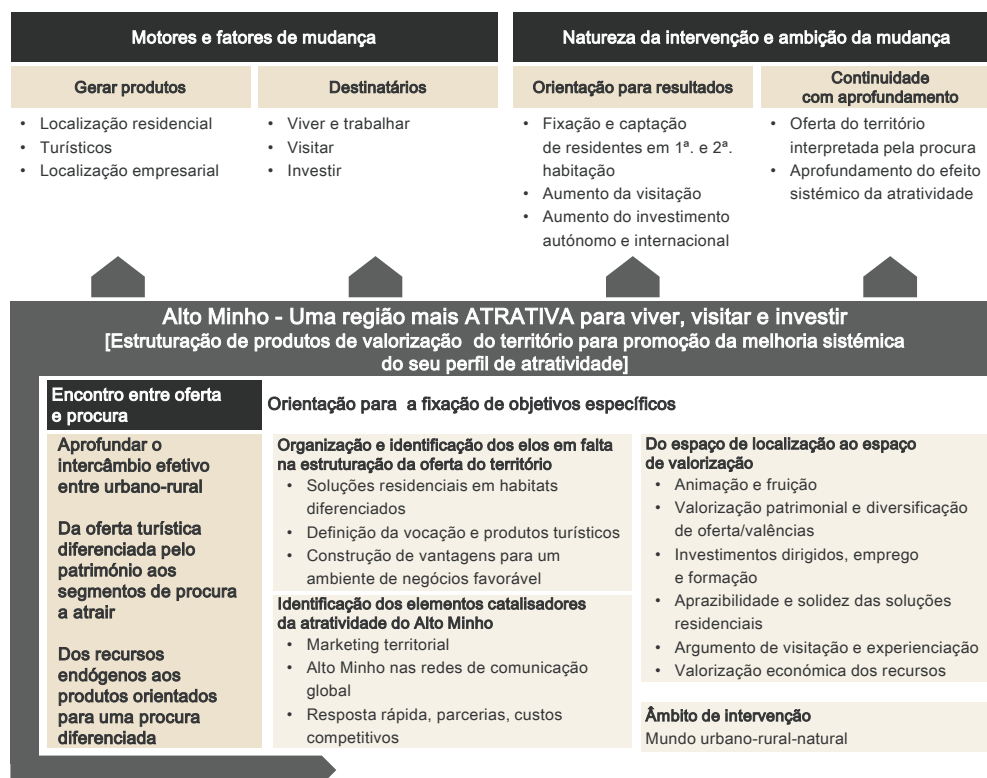 Motores e fatores de mudança
Natureza da intervenção e ambição da mudança
Gerar produtos
• Localização residencial
• Turísticos
• Localização empresarial
Destinatários
• Viver e trabalhar
• Visitar
• Investir
Orientação para resultados
• Fixação e captação
de residentes em 1ª. e 2ª.
habitação
• Aumento da visitação
• Aumento do investimento
autónomo e internacional
Continuidade
com aprofundamento
• Oferta do território
interpretada pela procura
• Aprofundamento do efeito
sistémico da atratividade
Alto Minho - Uma região mais ATRATIVA para viver, visitar e investir
[Estruturação de produtos de valorização do território para promoção da melhoria sistémica
do seu perfil de atratividade]
Encontro entre oferta
e procura
Orientação para a fixação de objetivos específicos
Aprofundar o
intercâmbio efetivo
entre urbano-rural
Da oferta turística
diferenciada pelo
património aos
segmentos de procura
a atrair
Dos recursos
endógenos aos
produtos orientados
para uma procura
diferenciada
Organização e identificação dos elos em falta
na estruturação da oferta do território
• Soluções residenciais em habitats
diferenciados
• Definição da vocação e produtos turísticos
• Construção de vantagens para um
ambiente de negócios favorável
Identificação dos elementos catalisadores
da atratividade do Alto Minho
• Marketing territorial
• Alto Minho nas redes de comunicação
global
• Resposta rápida, parcerias, custos
competitivos
Do espaço de localização ao espaço
de valorização
• Animação e fruição
• Valorização patrimonial e diversificação
de oferta/valências
• Investimentos dirigidos, emprego
e formação
• Aprazibilidade e solidez das soluções
residenciais
• Argumento de visitação e experienciação
• Valorização económica dos recursos
Âmbito de intervenção
Mundo urbano-rural-natural